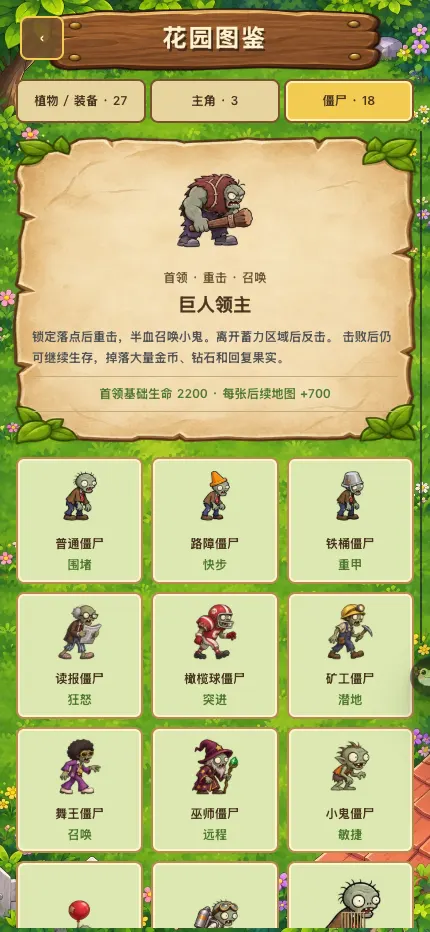 ‹
花园图鉴
植物 / 装备 · 27
主角 · 3
僵尸 · 18
首领 · 重击 · 召唤
巨人领主
锁定落点后重击，半血召唤小鬼。离开蓄力区域后反击。 击败后仍
可继续生存，掉落大量金币、钻石和回复果实。
首领基础生命 2200 · 每张后续地图 +700
普通僵尸
围堵
路障僵尸
快步
铁桶僵尸
重甲
读报僵尸
狂怒
橄榄球僵尸
突进
矿工僵尸
潜地
舞王僵尸
召唤
巫师僵尸
远程
小鬼僵尸
敏捷